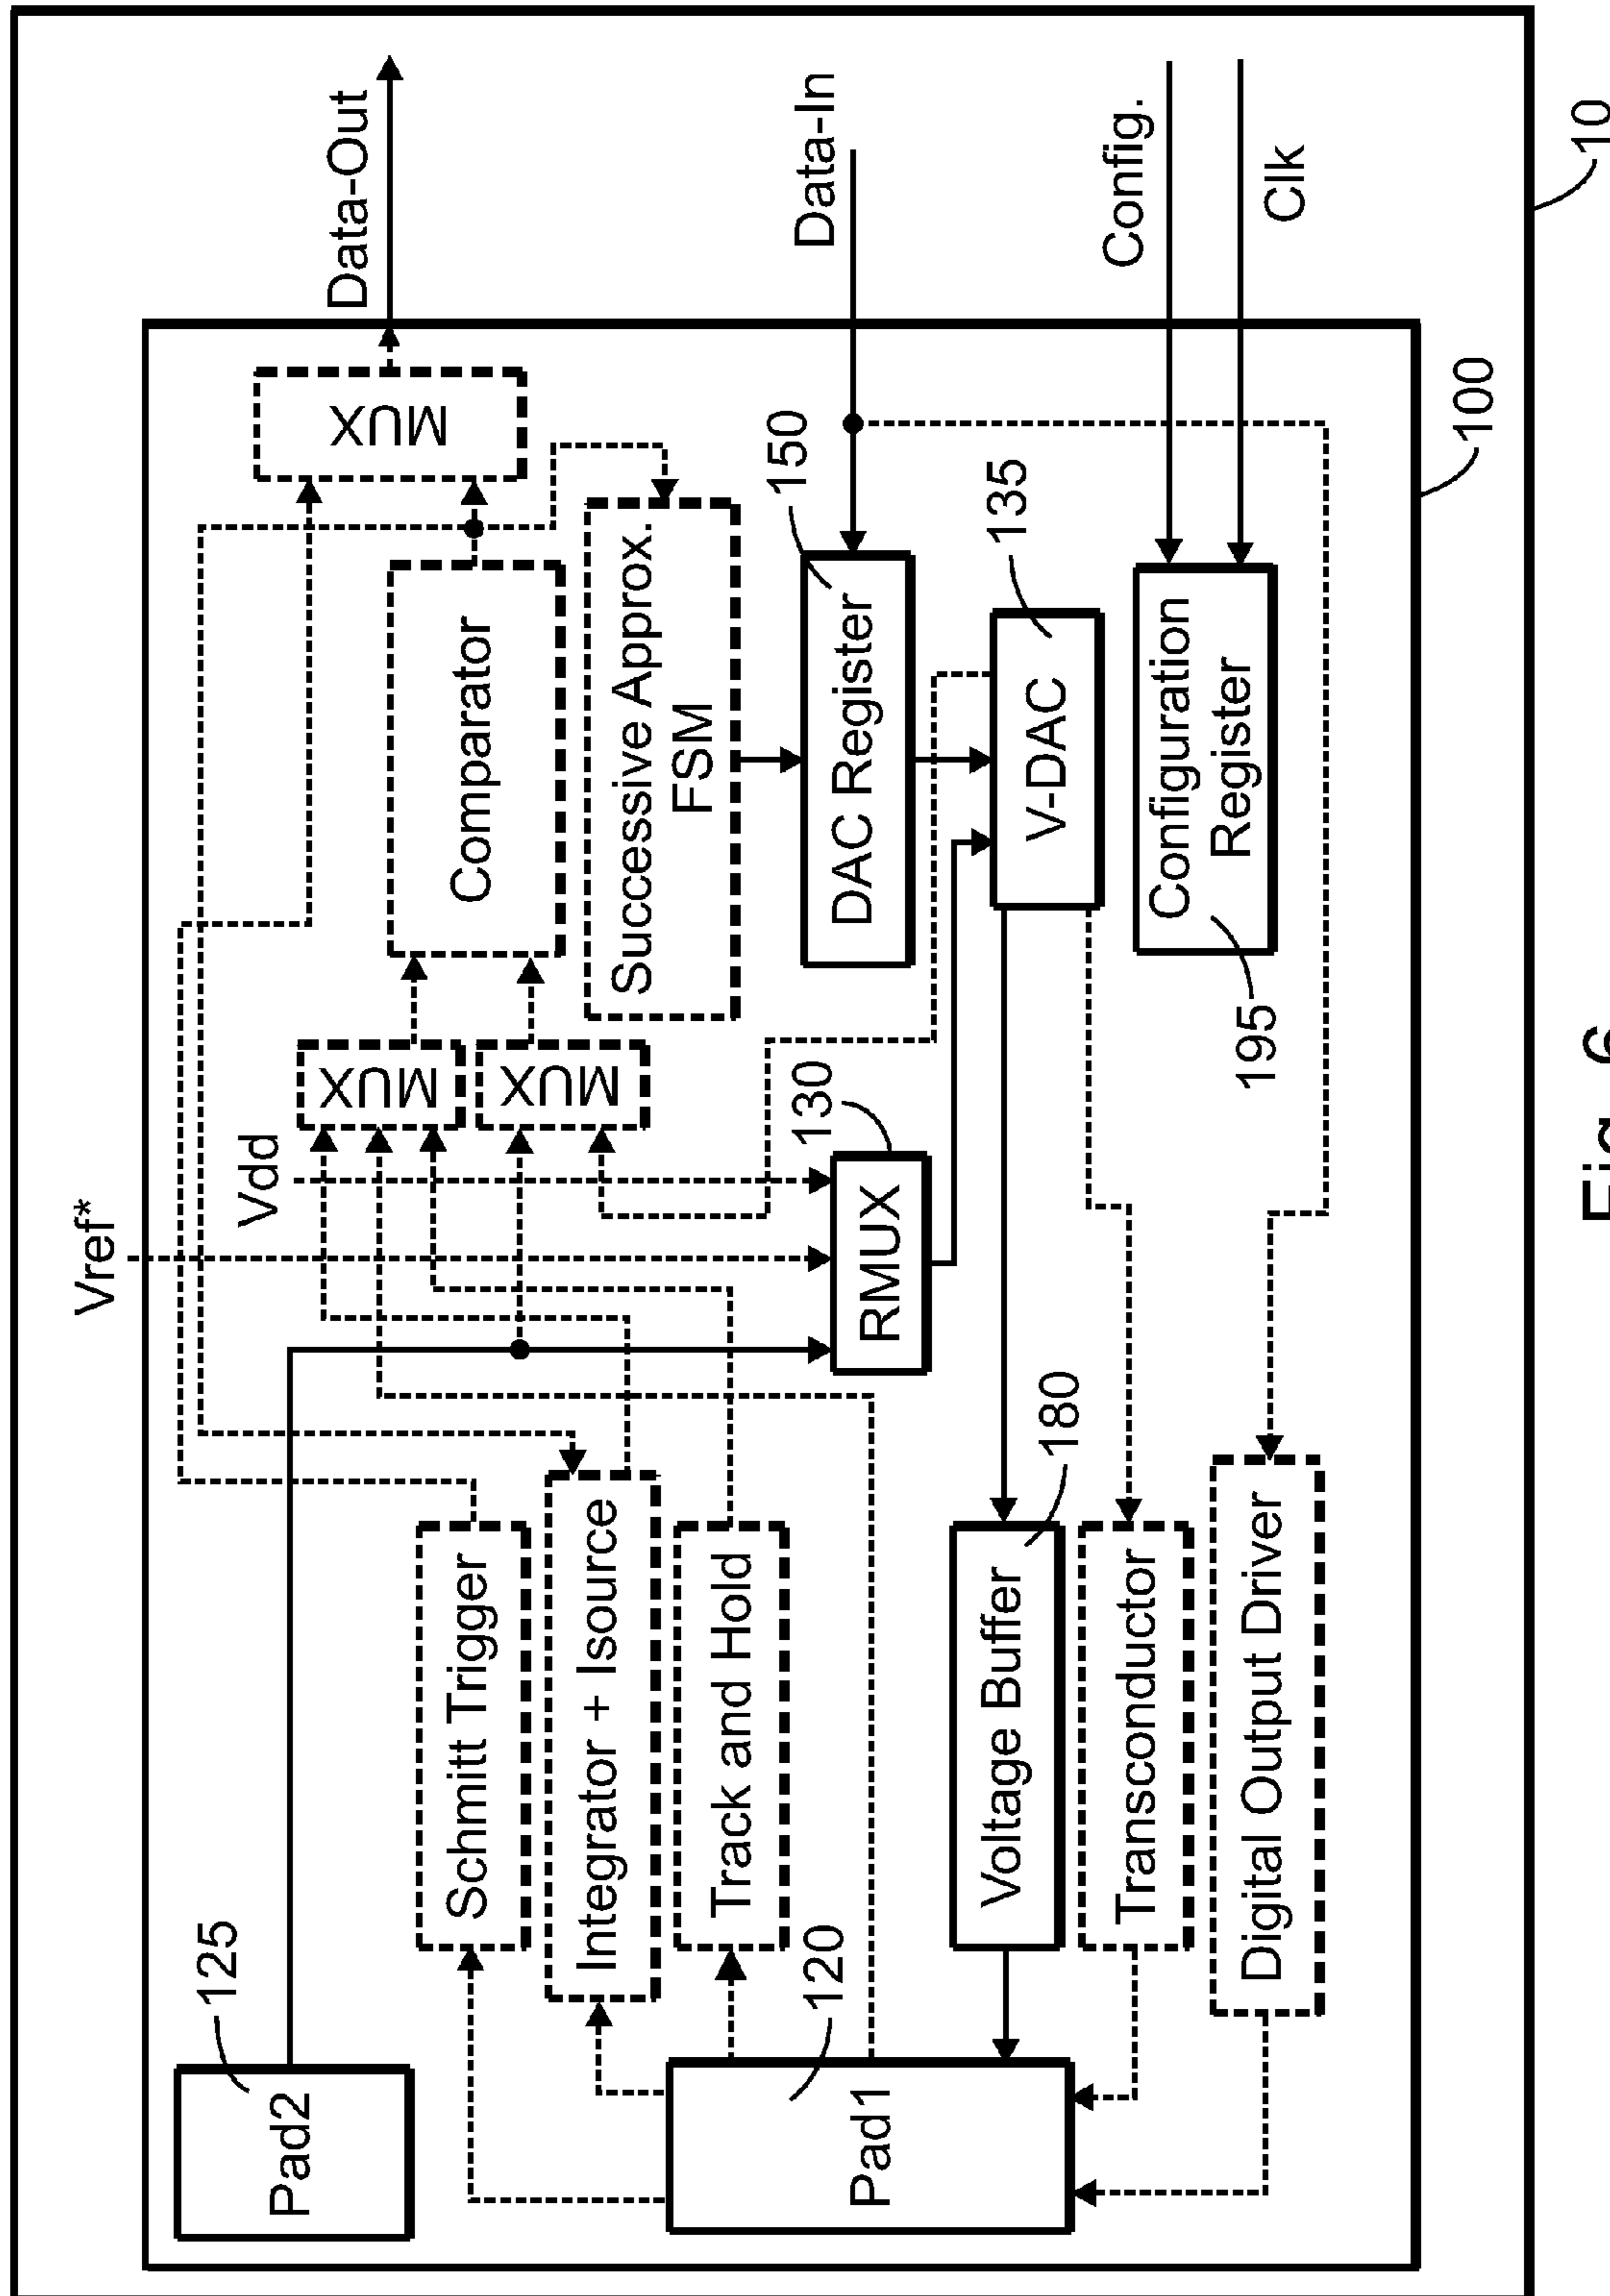 Vref*
Vdd
Data-Out
Data-In
Config.
Clk
10
100
Pad2
125
Pad1
120
Schmitt Trigger
Integrator + Isource
Track and Hold
Voltage Buffer
180
Transconductor
Digital Output Driver
RMUX
130
MUX
MUX
Comparator
MUX
Successive Approx.
FSM
DAC Register
150
V-DAC
135
Configuration
Register
195